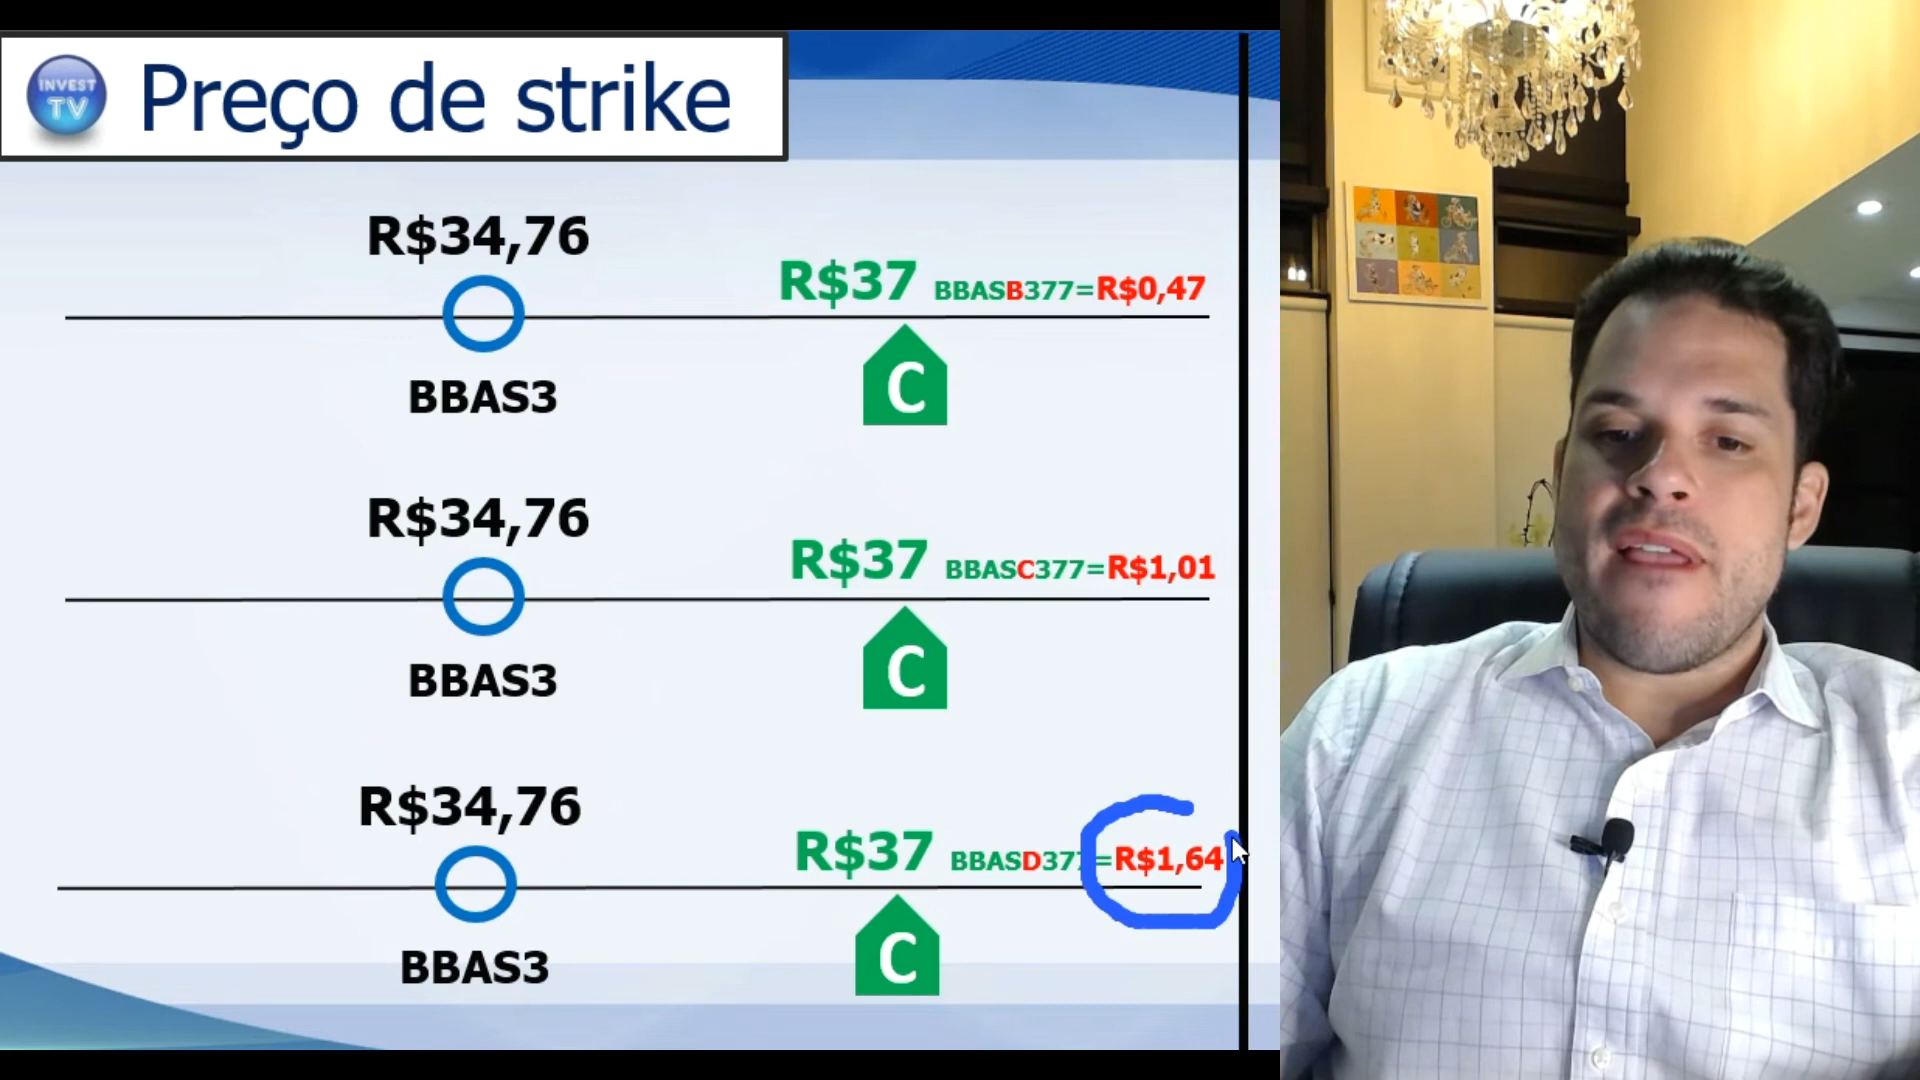 INVEST
TV
Preço de strike
R$34,76
R$37 BBASB377=R$0,47
BBAS3
C
R$34,76
R$37 BBASC377=R$1,01
BBAS3
C
R$34,76
R$37 BBASD377=R$1,64
BBAS3
C